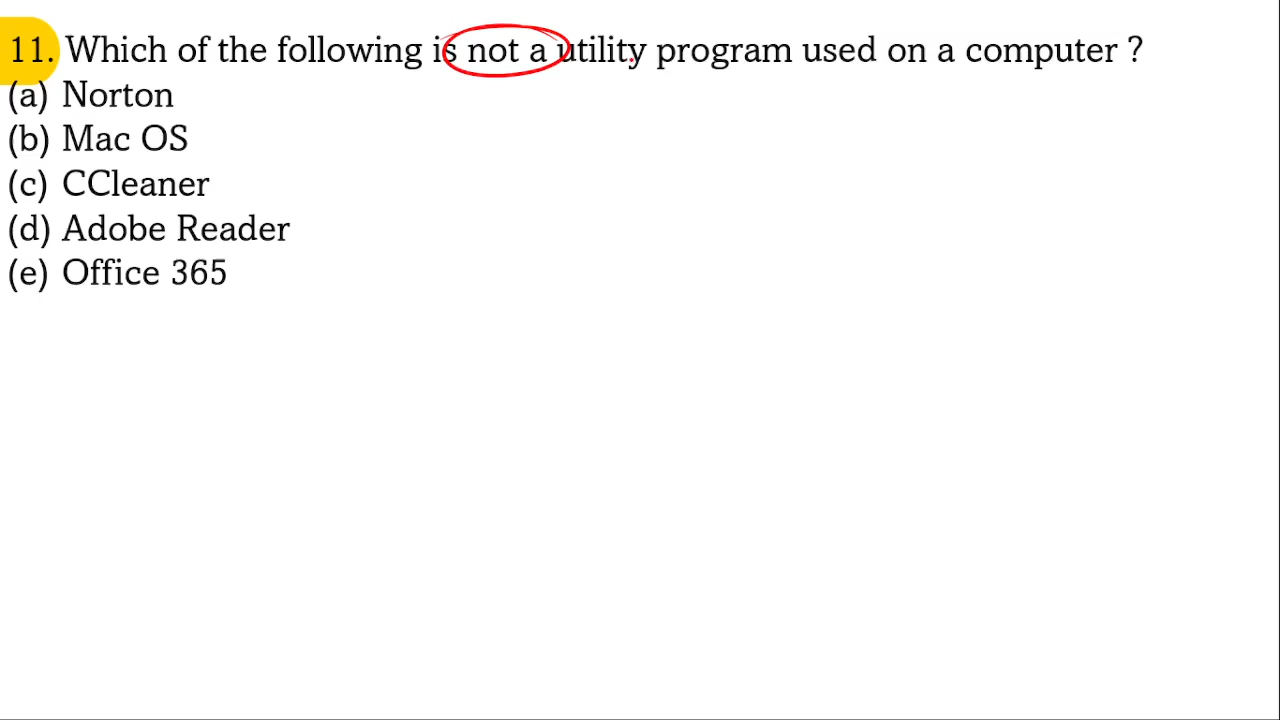 11. Which of the following is not a utility program used on a computer ?
(a) Norton
(b) Mac OS
(c) CCleaner
(d) Adobe Reader
(e) Office 365